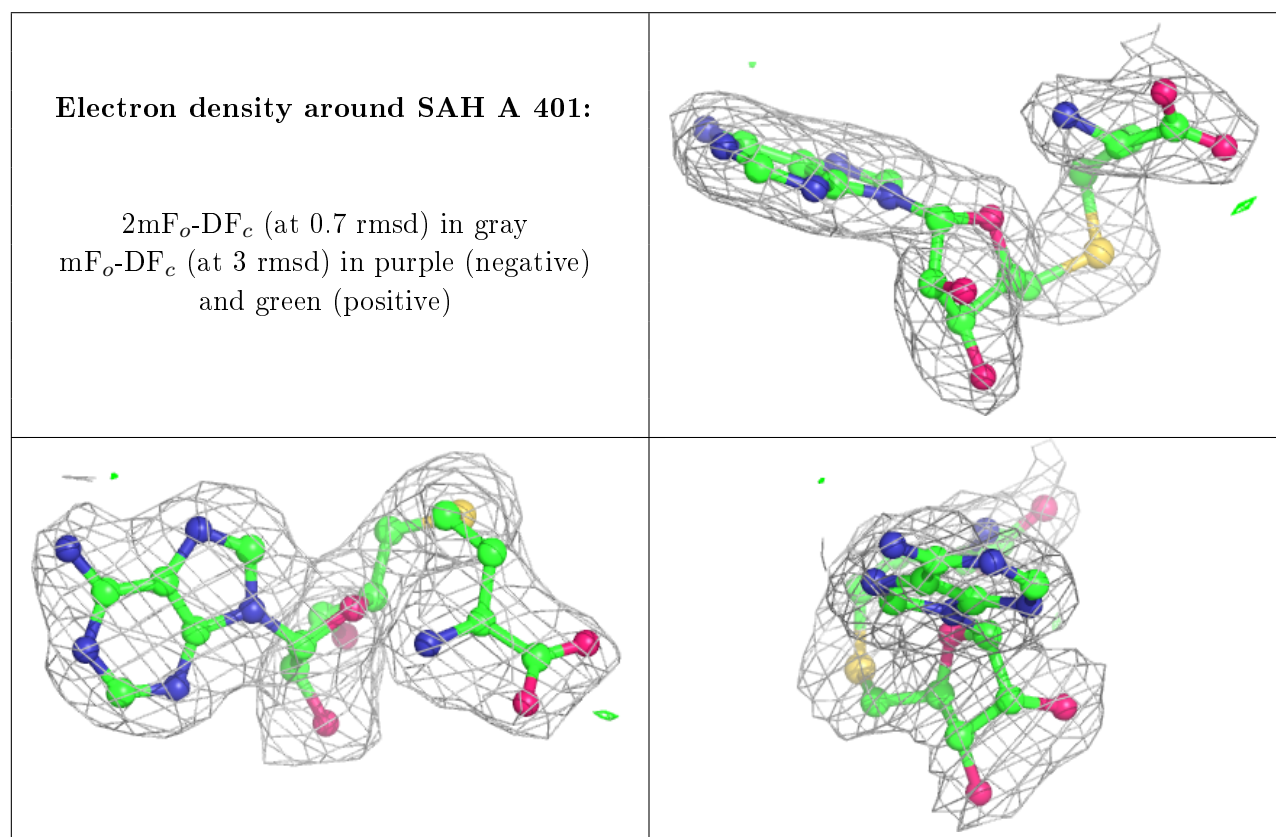 Electron density around SAH A 401:
2mFo-DFc (at 0.7 rmsd) in gray
mFo-DFc (at 3 rmsd) in purple (negative)
and green (positive)